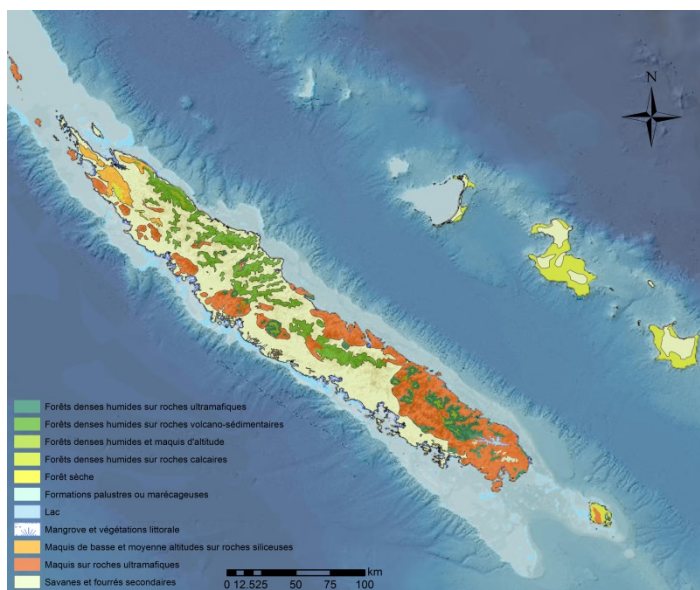 N
Forêts denses humides sur roches ultramafiques
Forêts denses humides sur roches volcano-sédimentaires
Forêts denses humides et maquis d'altitude
Forêts denses humides sur roches calcaires
Forêt sèche
Formations palustres ou marécageuses
Lac
Mangrove et végétations littorale
Maquis de basse et moyenne altitudes sur roches siliceuses
Maquis sur roches ultramafiques
Savanes et fourrés secondaires
km
0 12.525 50 75 100